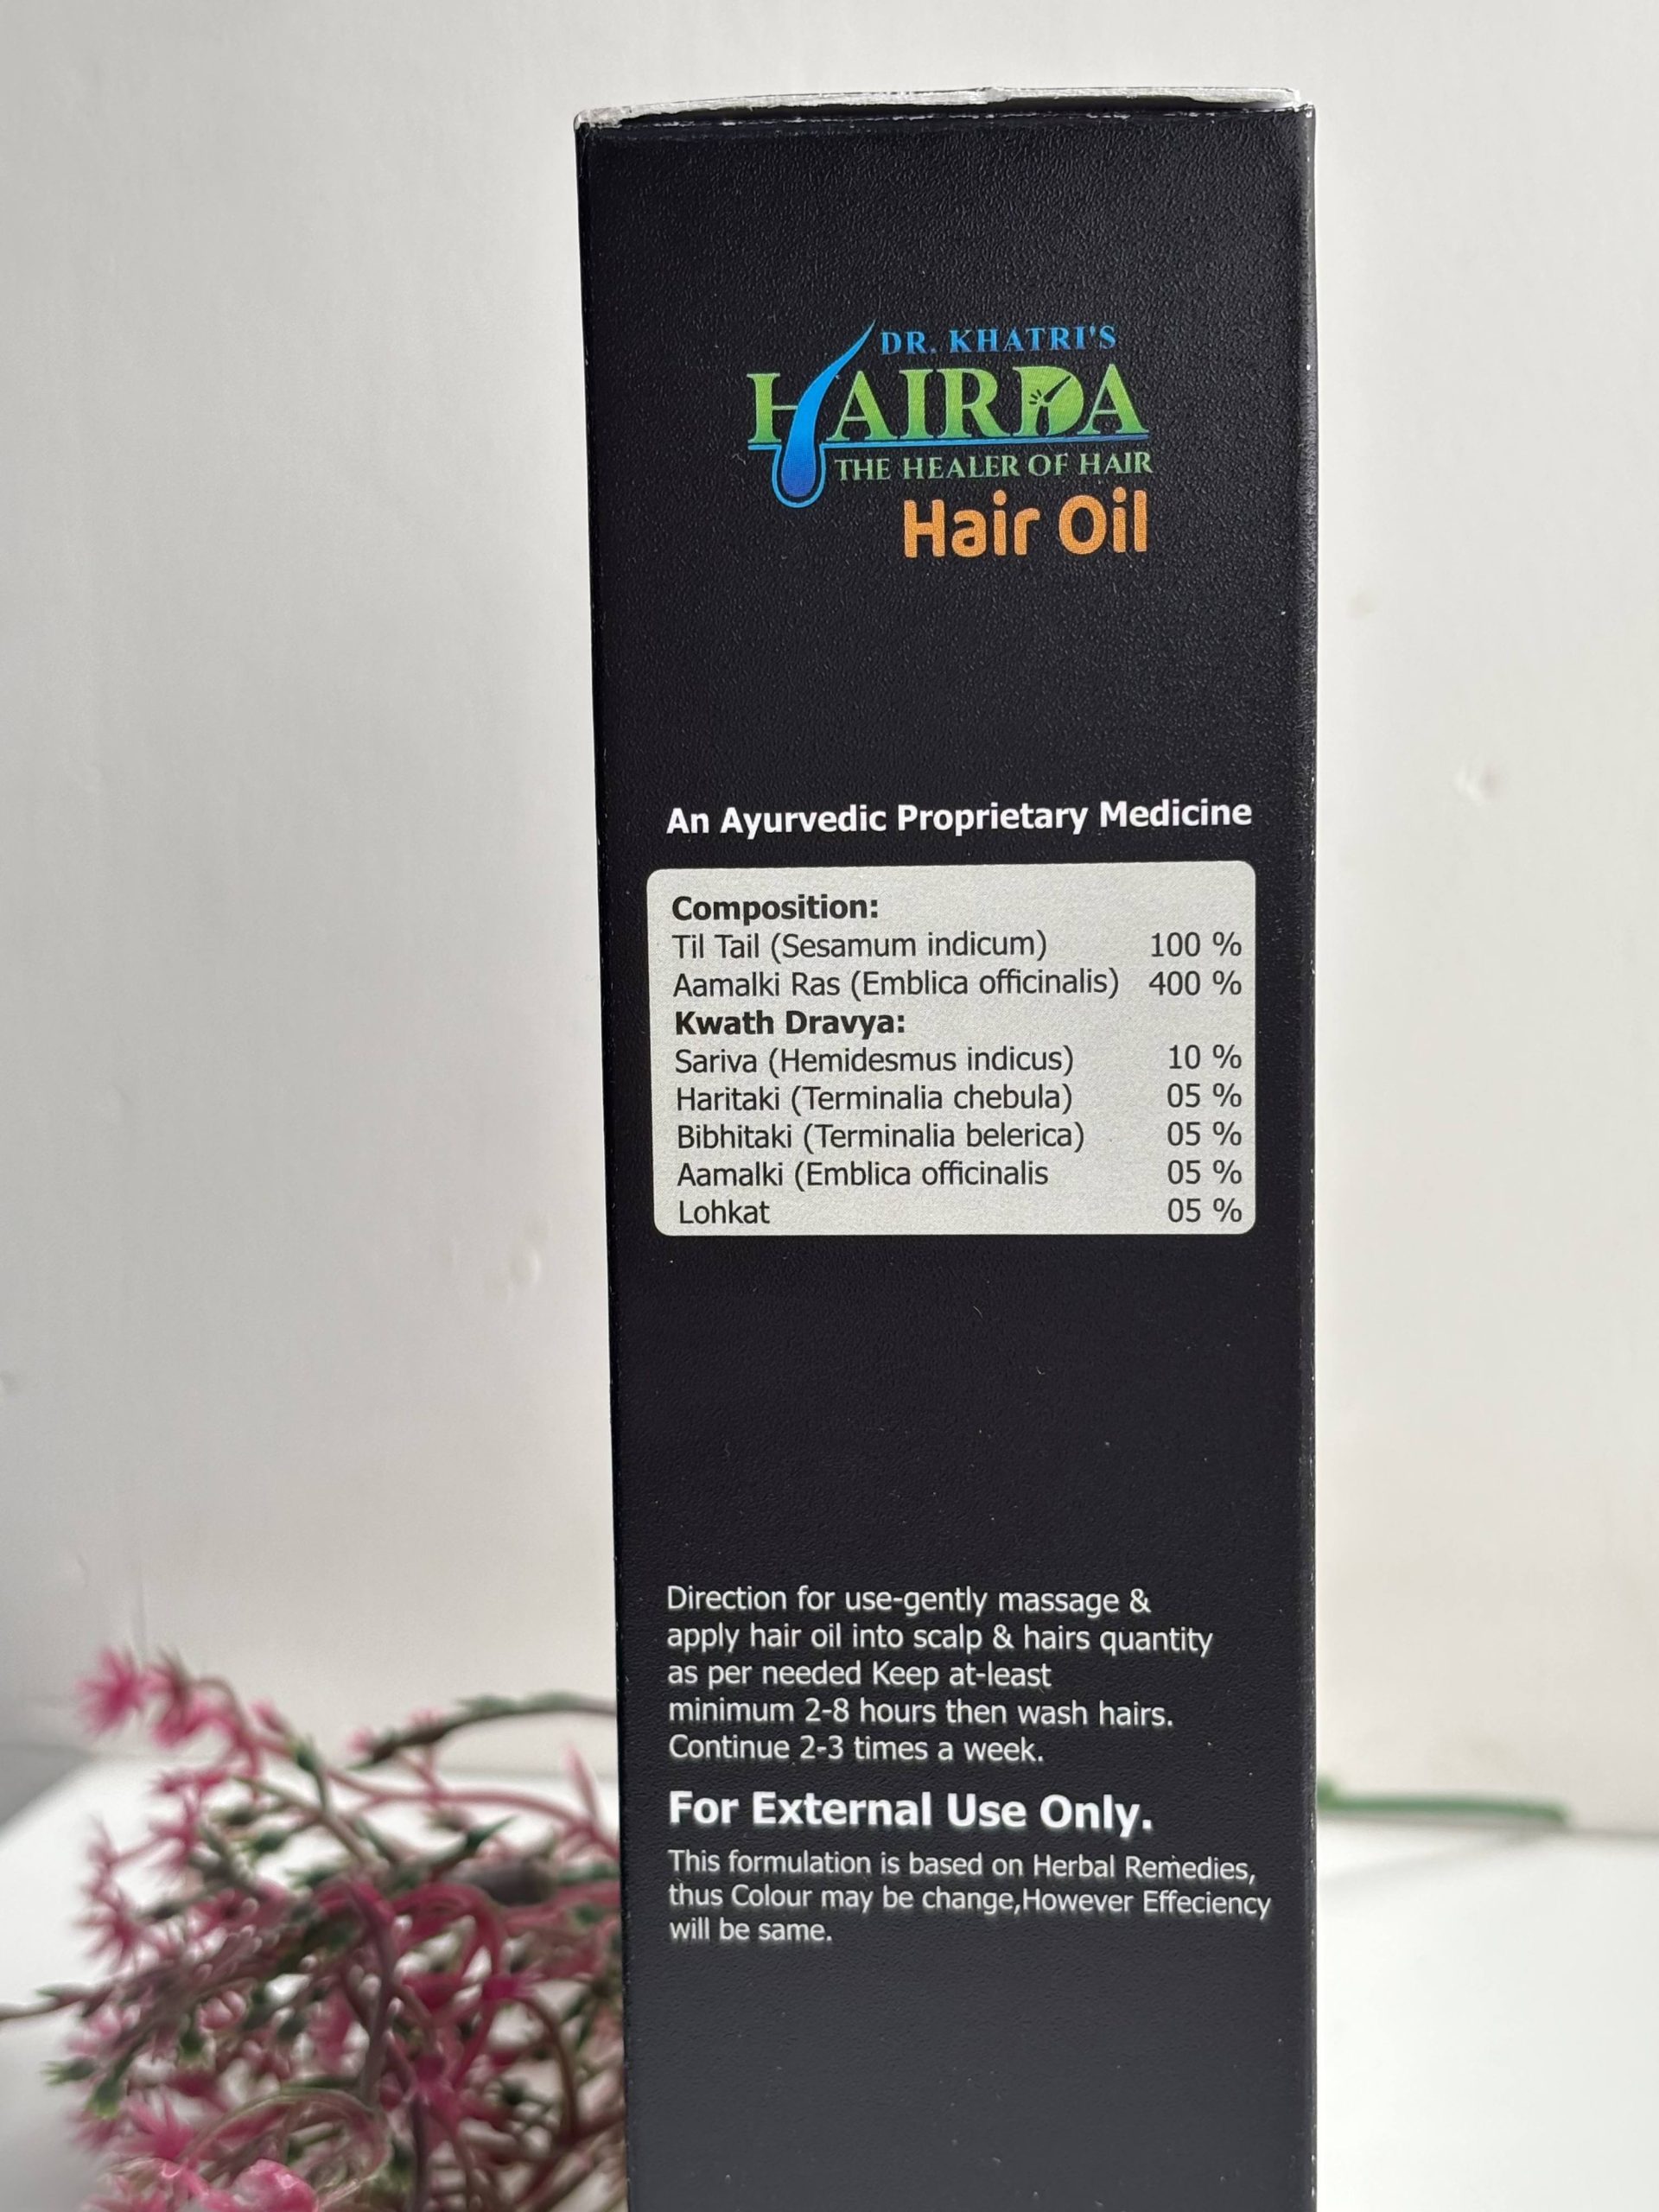 DR. KHATRI'S
HAIRDA
THE HEALER OF HAIR
Hair Oil
An Ayurvedic Proprietary Medicine
Composition:
Til Tail (Sesamum indicum) 100 %
Aamalki Ras (Emblica officinalis) 400 %
Kwath Dravya:
Sariva (Hemidesmus indicus) 10 %
Haritaki (Terminalia chebula) 05 %
Bibhitaki (Terminalia belerica) 05 %
Aamalki (Emblica officinalis 05 %
Lohkat 05 %
Direction for use-gently massage &
apply hair oil into scalp & hairs quantity
as per needed Keep at-least
minimum 2-8 hours then wash hairs.
Continue 2-3 times a week.
For External Use Only.
This formulation is based on Herbal Remedies,
thus Colour may be change,However Effeciency
will be same.